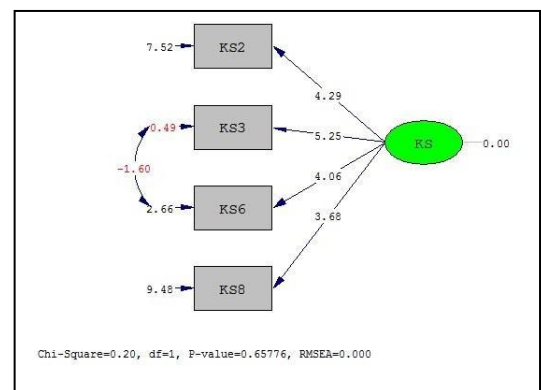 7.52 KS2
4.29
0.49 KS3
5.25
KS 0.00
-1.60
4.06
2.66 KS6
3.68
9.48 KS8
Chi-Square=0.20, df=1, P-value=0.65776, RMSEA=0.000